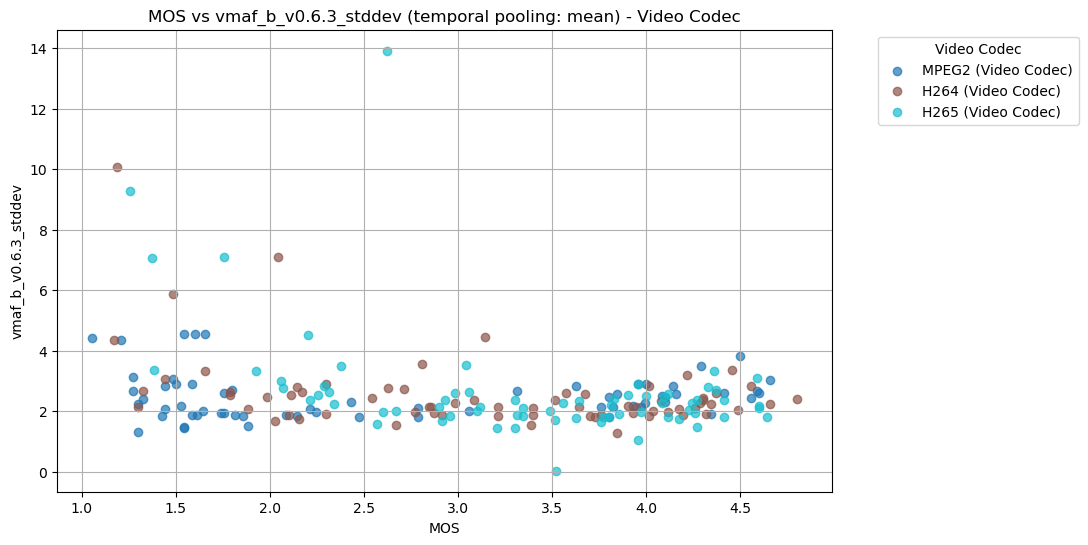 MOS vs vmaf_b_v0.6.3_stddev (temporal pooling: mean) - Video Codec
Video Codec
MPEG2 (Video Codec)
H264 (Video Codec)
H265 (Video Codec)
vmaf_b_v0.6.3_stddev
14
12
10
8
6
4
2
0
1.0 1.5 2.0 2.5 3.0 3.5 4.0 4.5
MOS